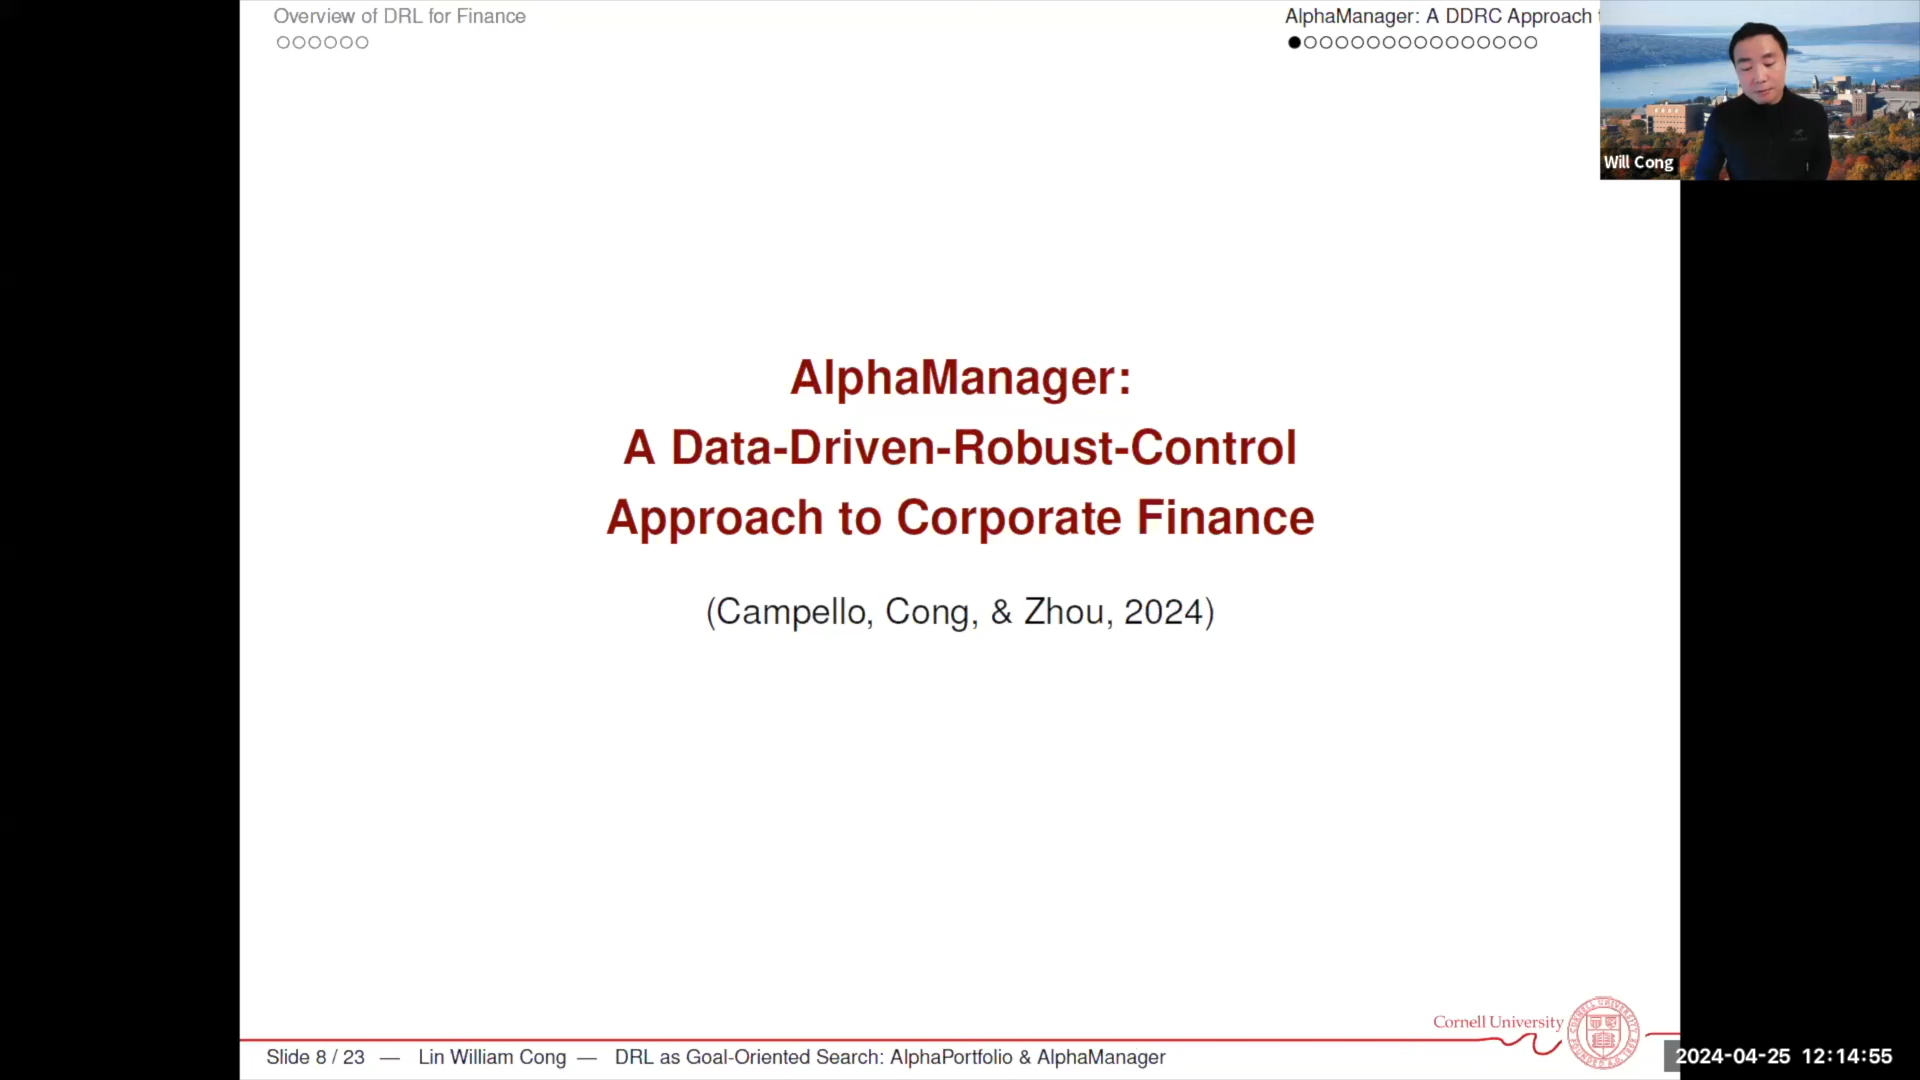 Overview of DRL for Finance
AlphaManager: A DDRC Approach
Will Cong
AlphaManager:
A Data-Driven-Robust-Control
Approach to Corporate Finance
(Campello, Cong, & Zhou, 2024)
Cornell University
Slide 8 / 23 — Lin William Cong — DRL as Goal-Oriented Search: AlphaPortfolio & AlphaManager
2024-04-25 12:14:55